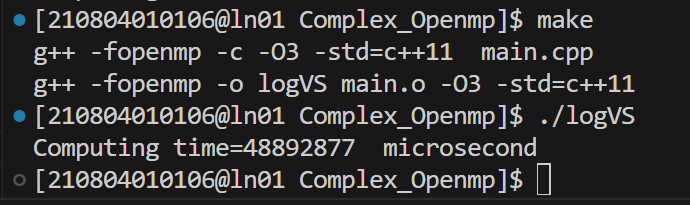 [210804010106@ln01 Complex_Openmp]$ make
g++ -fopenmp -c -O3 -std=c++11  main.cpp
g++ -fopenmp -o logVS main.o -O3 -std=c++11
[210804010106@ln01 Complex_Openmp]$ ./logVS
Computing time=48892877  microsecond
[210804010106@ln01 Complex_Openmp]$